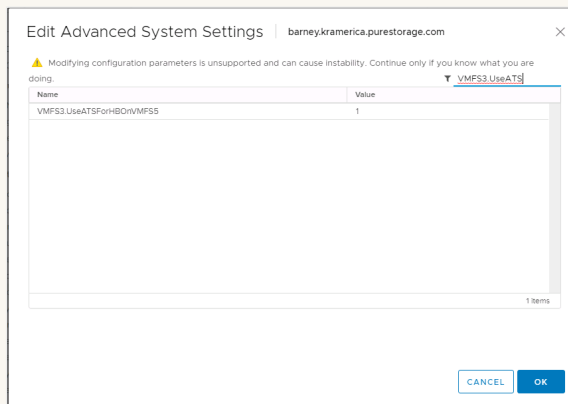 Edit Advanced System Settings barney.kramerica.purestorage.com
Modifying configuration parameters is unsupported and can cause instability. Continue only if you know what you are
doing. VMFS3.UseATS
Name Value
VMFS3.UseATSForHBOnVMFS5 1
1 items
CANCEL OK